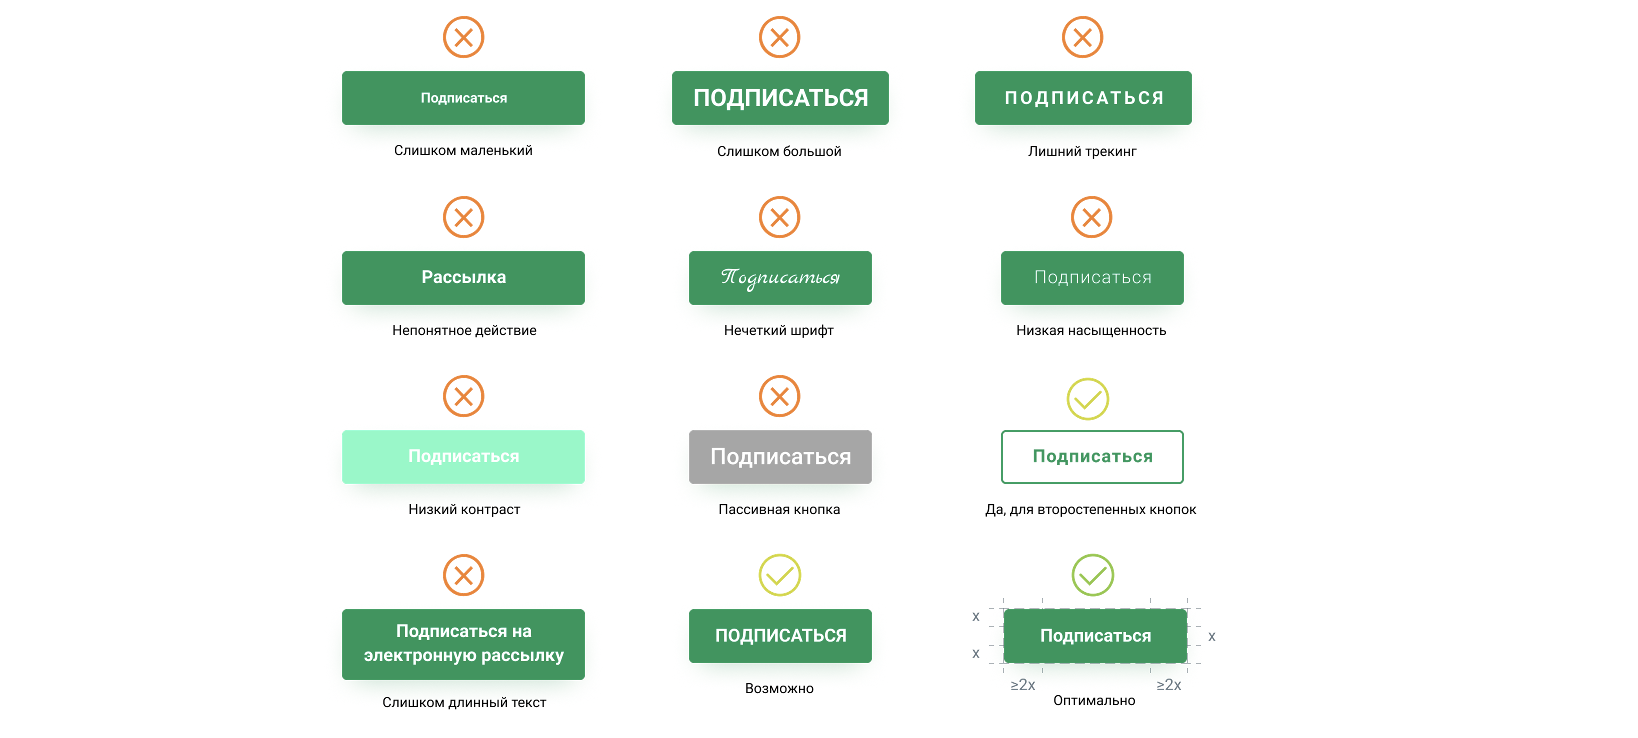 Подписаться
ПОДПИСАТЬСЯ
ПОДПИСАТЬСЯ
Слишком маленький
Слишком большой
Лишний трекинг
Рассылка
Подписаться
Подписаться
Непонятное действие
Нечеткий шрифт
Низкая насыщенность
Подписаться
Подписаться
Подписаться
Низкий контраст
Пассивная кнопка
Да, для второстепенных кнопок
Подписаться на
электронную рассылку
ПОДПИСАТЬСЯ
x
Подписаться
x
x
≥2x
≥2x
Слишком длинный текст
Возможно
Оптимально